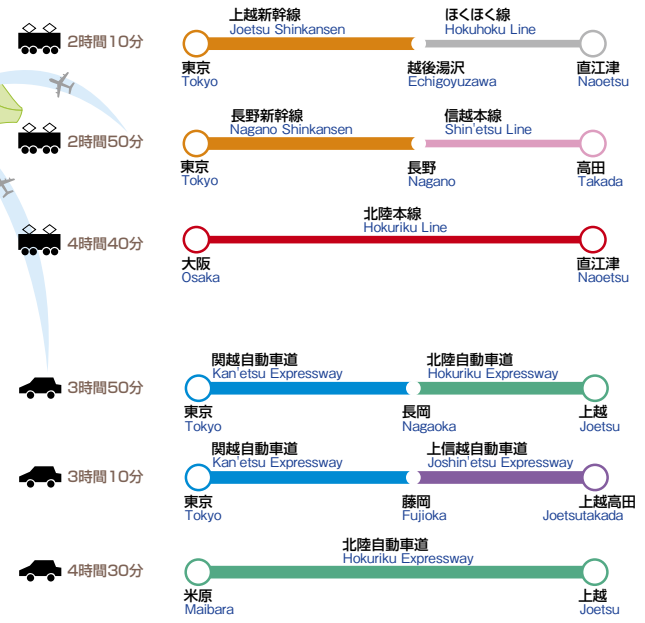 上越新幹線 ほくほく線
Joetsu Shinkansen Hokuhoku Line
2時間10分
東京 越後湯沢 直江津
Tokyo Echigoyuzawa Naoetsu
長野新幹線 信越本線
Nagano Shinkansen Shin'etsu Line
2時間50分
東京 長野 高田
Tokyo Nagano Takada
北陸本線
Hokuriku Line
4時間40分
大阪 直江津
Osaka Naoetsu
関越自動車道 北陸自動車道
Kan'etsu Expressway Hokuriku Expressway
3時間50分
東京 長岡 上越
Tokyo Nagaoka Joetsu
関越自動車道 上信越自動車道
Kan'etsu Expressway Joshin'etsu Expressway
3時間10分
東京 藤岡 上越高田
Tokyo Fujioka Joetsutakada
北陸自動車道
Hokuriku Expressway
4時間30分
米原 上越
Maibara Joetsu